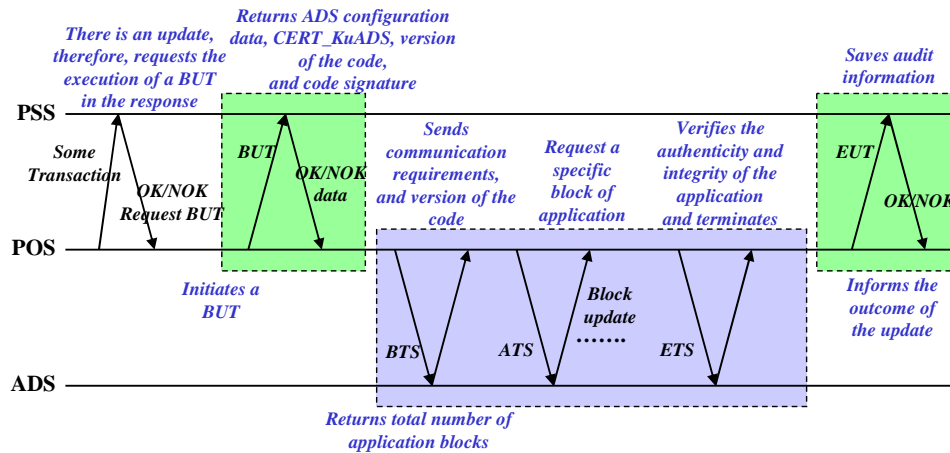 There is an update,
therefore, requests the
execution of a BUT
in the response
Returns ADS configuration
data, CERT_KuADS, version
of the code,
and code signature
Saves audit
information
PSS
Some
Transaction
OK/NOK
Request BUT
BUT
OK/NOK
data
Sends
communication
requirements,
and version of the
code
Request a
specific
block of
application
Verifies the
authenticity and
integrity of the
application
and terminates
EUT
OK/NOK
POS
Initiates a
BUT
BTS
ATS
Block
update
.......
ETS
Informs the
outcome of
the update
ADS
Returns total number of
application blocks